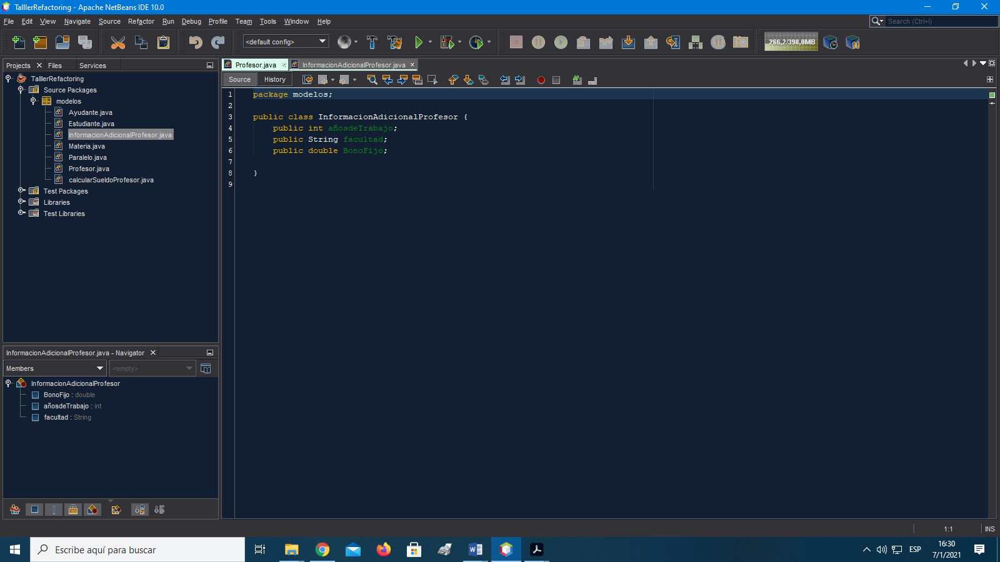 TalllerRefactoring - Apache NetBeans IDE 10.0
File Edit View Navigate Source Refactor Run Debug Profile Team Tools Window Help
Search (Ctrl+I)
<default config>
266,2/398,0MB
Projects Files Services
TalllerRefactoring
Source Packages
modelos
Ayudante.java
Estudiante.java
InformacionAdicionalProfesor.java
Materia.java
Paralelo.java
Profesor.java
calcularSueldoProfesor.java
Test Packages
Libraries
Test Libraries
InformacionAdicionalProfesor.java - Navigator
Members
<empty>
InformacionAdicionalProfesor
BonoFijo : double
añosdeTrabajo : int
facultad : String
Profesor.java InformacionAdicionalProfesor.java
Source History
1 package modelos;
2
3 public class InformacionAdicionalProfesor {
4 public int añosdeTrabajo;
5 public String facultad;
6 public double BonoFijo;
7
8 }
9
1:1 INS
Escribe aquí para buscar
ESP
16:30
7/1/2021